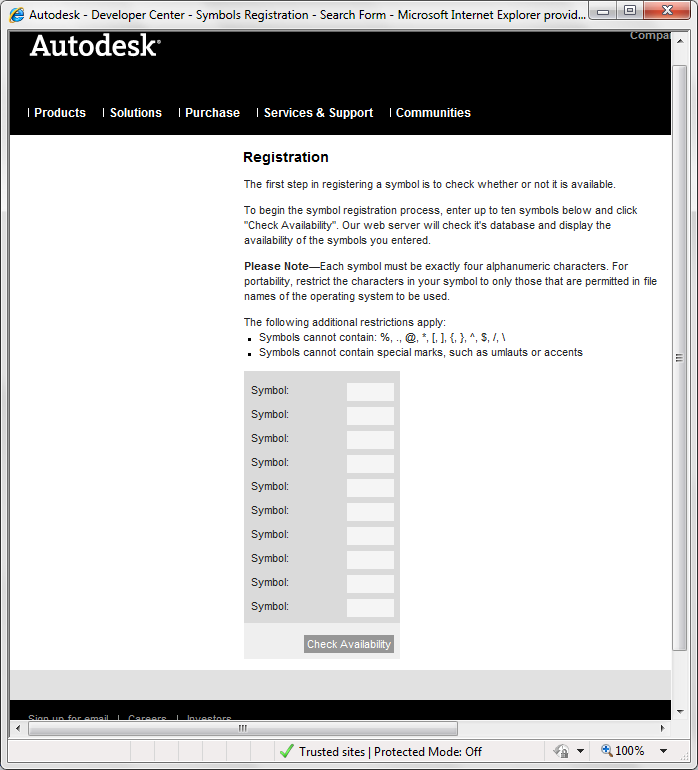 Autodesk - Developer Center - Symbols Registration - Search Form - Microsoft Internet Explorer provid...
Autodesk®
Compan
| Products | Solutions | Purchase | Services & Support | Communities
Registration
The first step in registering a symbol is to check whether or not it is available.
To begin the symbol registration process, enter up to ten symbols below and click
"Check Availability". Our web server will check it's database and display the
availability of the symbols you entered.
Please Note—Each symbol must be exactly four alphanumeric characters. For
portability, restrict the characters in your symbol to only those that are permitted in file
names of the operating system to be used.
The following additional restrictions apply:
▪ Symbols cannot contain: %, ., @, *, [, ], {, }, ^, $, /, \
▪ Symbols cannot contain special marks, such as umlauts or accents
Symbol:
Symbol:
Symbol:
Symbol:
Symbol:
Symbol:
Symbol:
Symbol:
Symbol:
Symbol:
Check Availability
Sign up for email | Careers | Investors
Trusted sites | Protected Mode: Off
100%